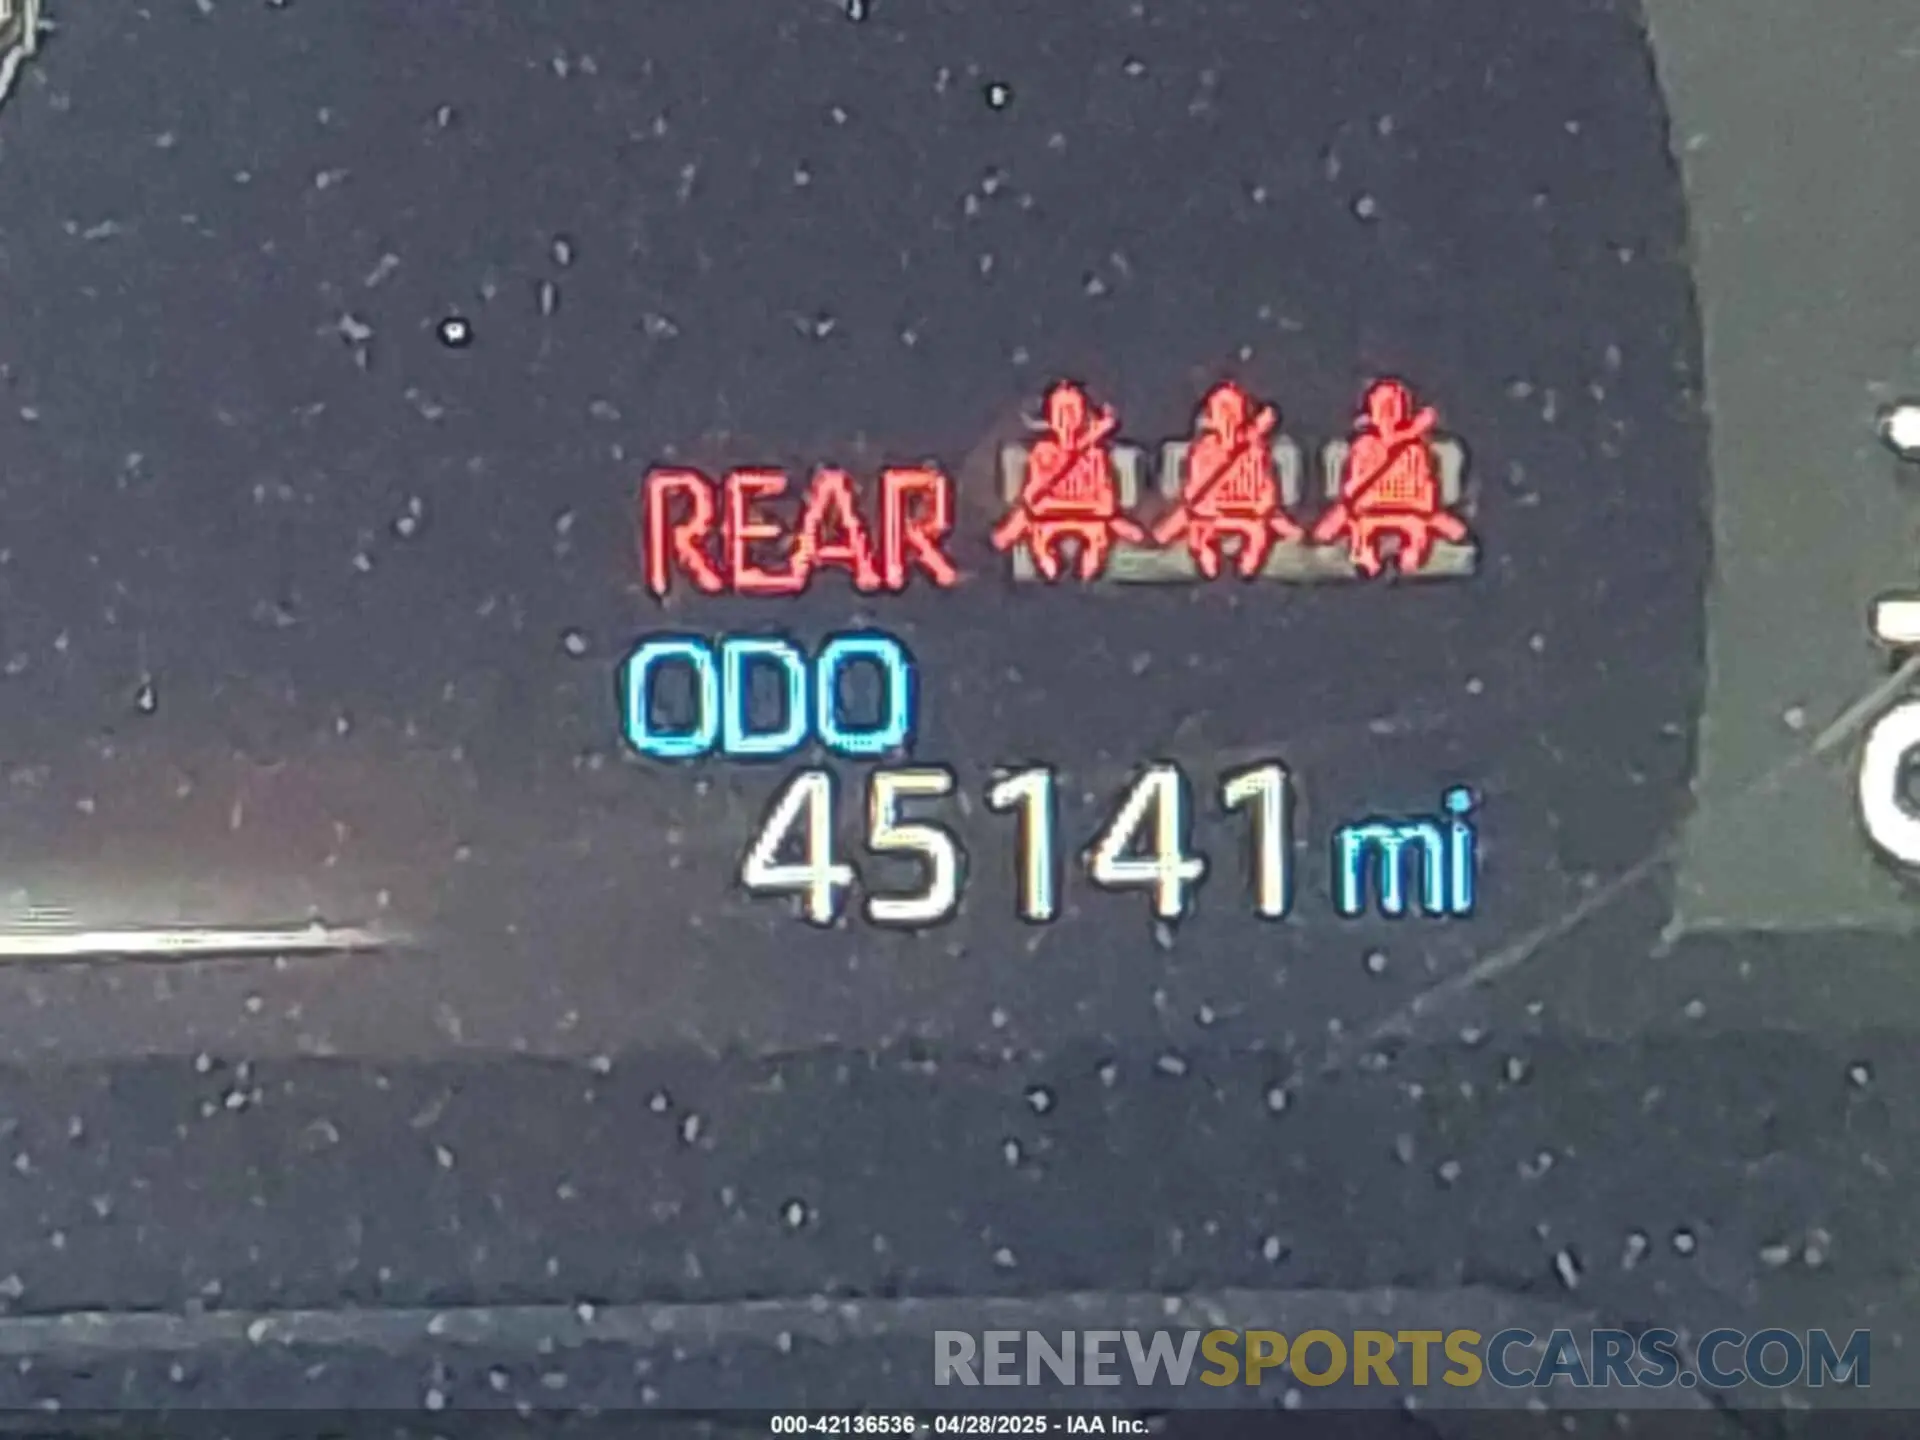 REAR
ODO
45141 mi
RENEWSPORTSCARS.COM
000-42136536 - 04/28/2025 - IAA Inc.